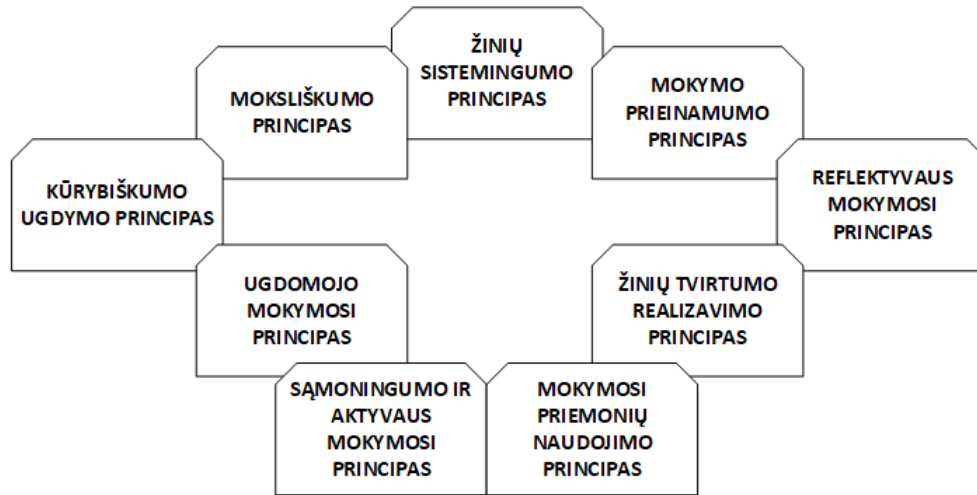 ŽINIŲ
SISTEMINGUMO
PRINCIPAS
MOKSLIŠKUMO
PRINCIPAS
MOKYMO
PRIEINAMUMO
PRINCIPAS
KŪRYBIŠKUMO
UGDYMO PRINCIPAS
REFLEKTYVAUS
MOKYMOSI
PRINCIPAS
UGDOMOJO
MOKYMOSI
PRINCIPAS
ŽINIŲ TVIRTUMO
REALIZAVIMO
PRINCIPAS
SĄMONINGUMO IR
AKTYVAUS
MOKYMOSI
PRINCIPAS
MOKYMOSI
PRIEMONIŲ
NAUDOJIMO
PRINCIPAS